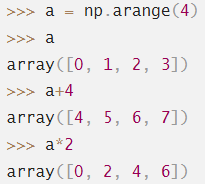 >>> a = np.arange(4)
>>> a
array([0, 1, 2, 3])
>>> a+4
array([4, 5, 6, 7])
>>> a*2
array([0, 2, 4, 6])